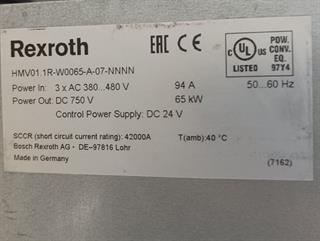 Rexroth
EAC CE
HMV01.1R-W0065-A-07-NNNN
Power In: 3 x AC 380...480 V 94 A 50...60 Hz
Power Out: DC 750 V 65 kW
Control Power Supply: DC 24 V
SCCR (short circuit current rating): 42000A T(amb):40 °C
Bosch Rexroth AG - DE-97816 Lohr
Made in Germany
(7162)
C UL US
LISTED
POW.
CONV.
EQ.
97Y4